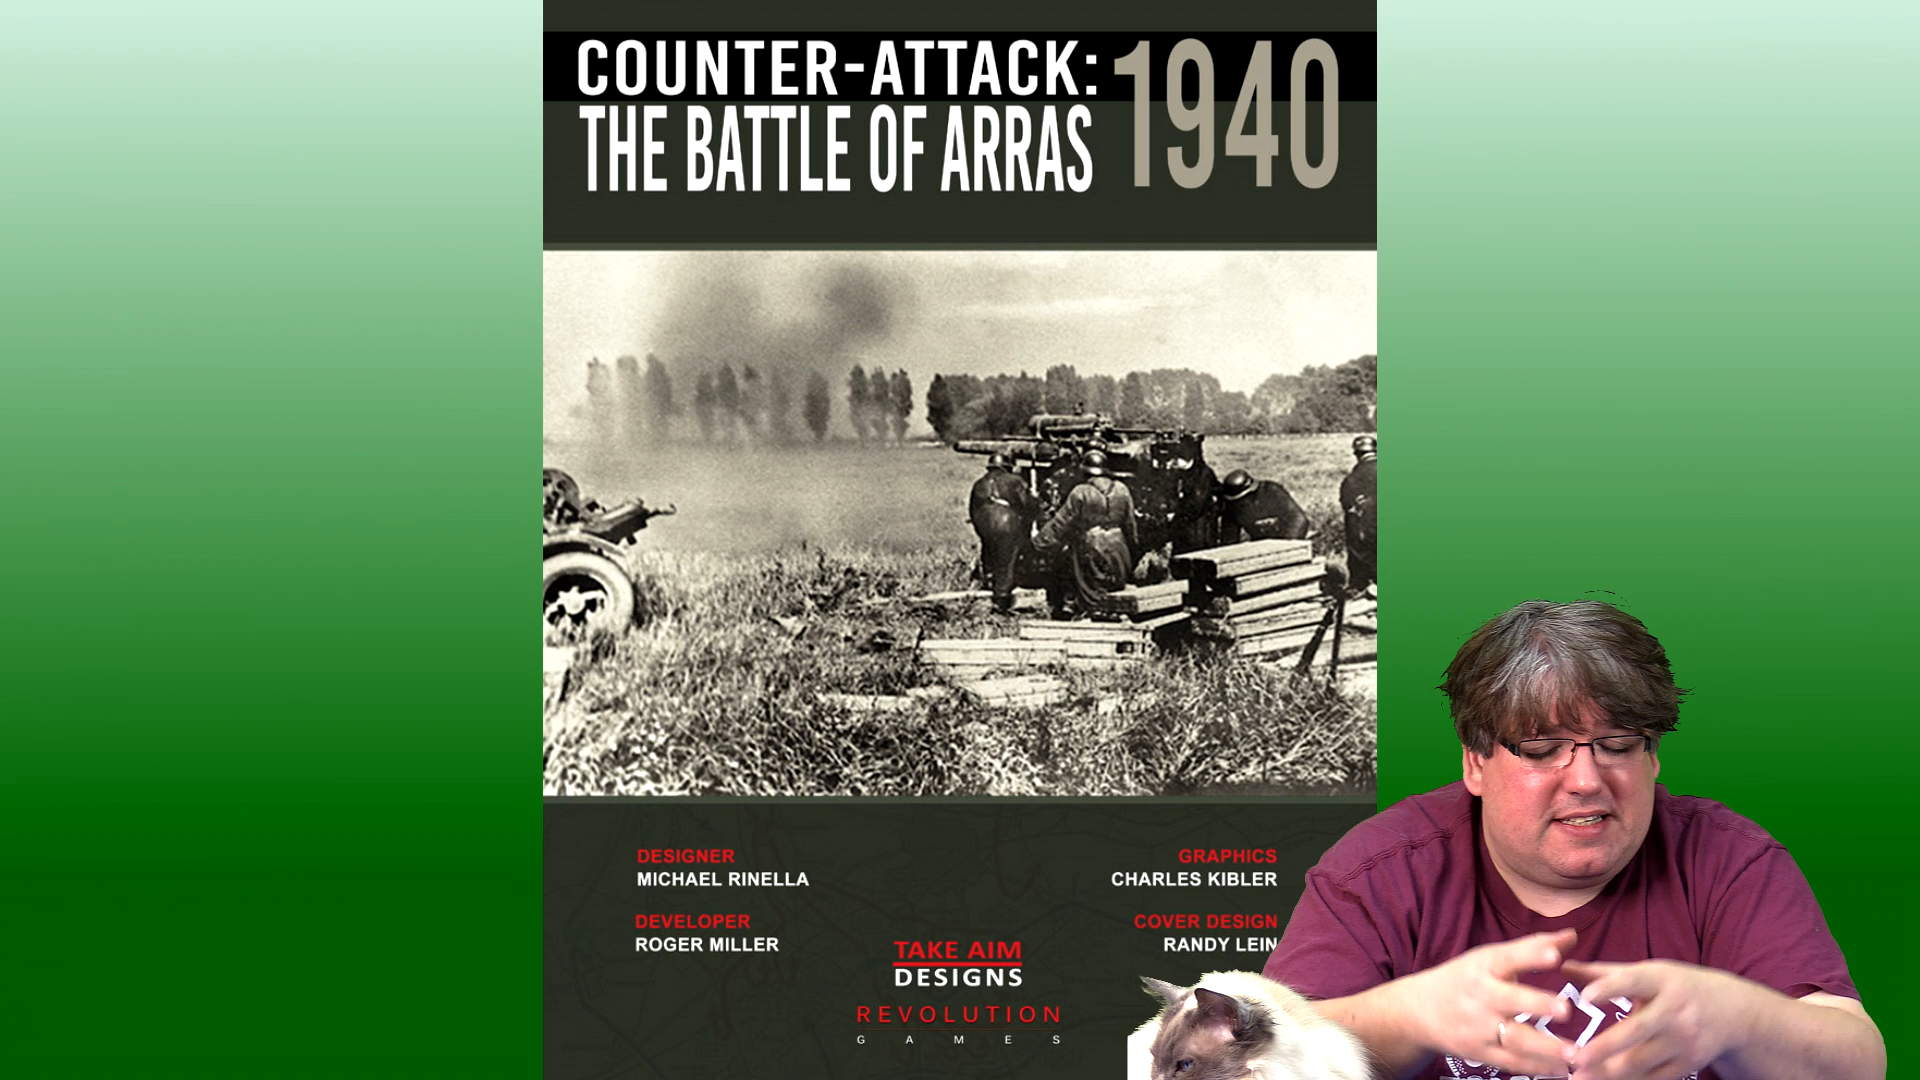 COUNTER-ATTACK:
THE BATTLE OF ARRAS
1940
DESIGNER
MICHAEL RINELLA
DEVELOPER
ROGER MILLER
GRAPHICS
CHARLES KIBLER
COVER DESIGN
RANDY LEIN
TAKE AIM
DESIGNS
REVOLUTION
GAMES